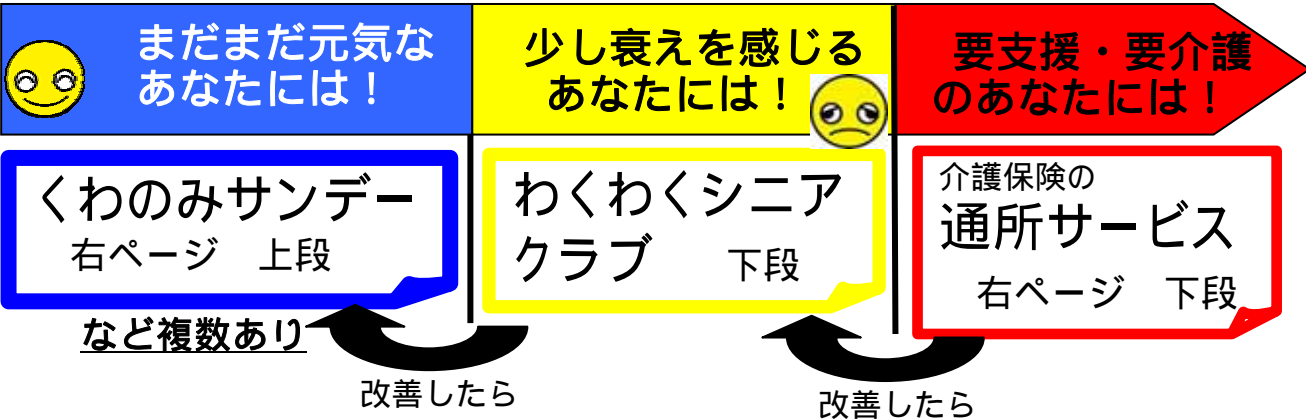 まだまだ元気な
あなたには！
少し衰えを感じる
あなたには！
要支援・要介護
のあなたには！
くわのみサンデー
右ページ　上段
など複数あり
わくわくシニア
クラブ　下段
介護保険の
通所サービス
右ページ　下段
改善したら
改善したら